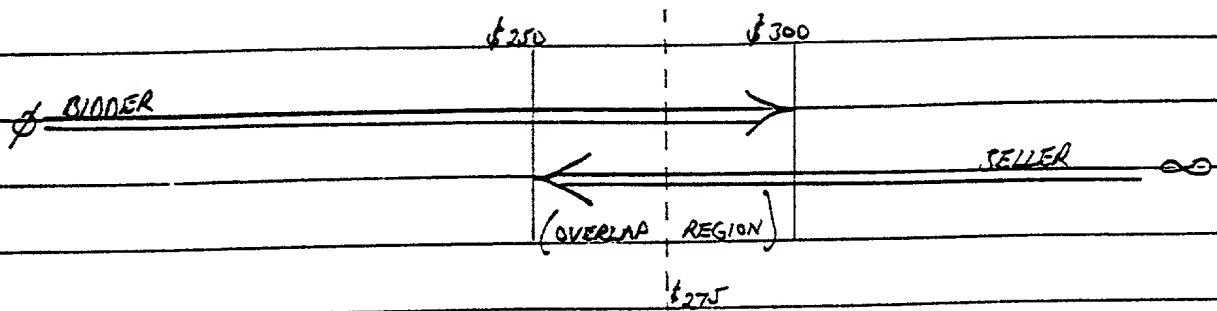 $250 $300
BIDDER
Ø
SELLER ∞
(OVERLAP REGION)
$275